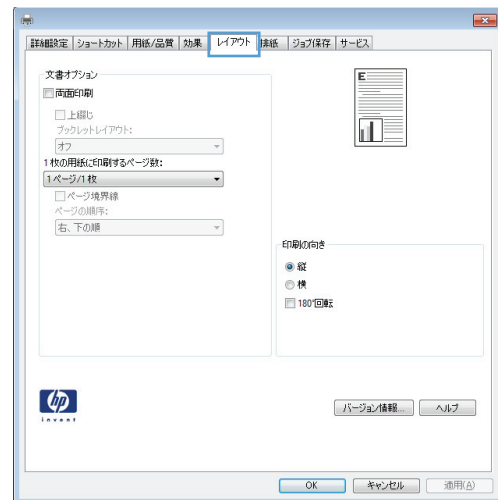 詳細設定 ショートカット 用紙/品質 効果 レイアウト 排紙 ジョブ保存 サービス
文書オプション
両面印刷
上綴じ
ブックレットレイアウト:
オフ
1枚の用紙に印刷するページ数:
1ページ/1枚
ページ境界線
ページの順序:
右、下の順
E
印刷の向き
縦
横
180°回転
hp
invent
バージョン情報... ヘルプ
OK キャンセル 適用(A)